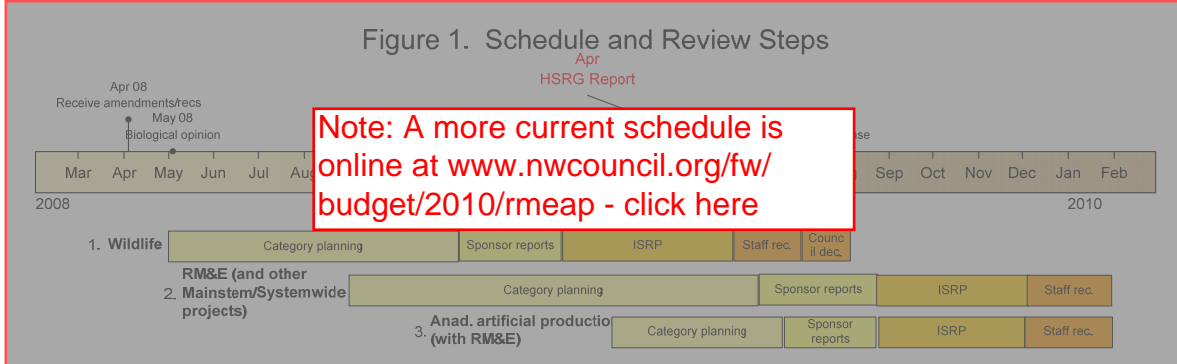 Figure 1. Schedule and Review Steps
Apr
HSRG Report
Apr 08
Receive amendments/recs
May 08
Biological opinion
Note: A more current schedule is
online at www.nwcouncil.org/fw/
budget/2010/rmeap - click here
Mar Apr May Jun Jul Sep Oct Nov Dec Jan Feb
2008 2010
1. Wildlife Category planning Sponsor reports ISRP Staff rec. Counc
il dec.
RM&E (and other
2. Mainstem/Systemwide Category planning Sponsor reports ISRP Staff rec.
projects)
Anad. artificial productio
3. (with RM&E) Category planning Sponsor ISRP Staff rec.
reports